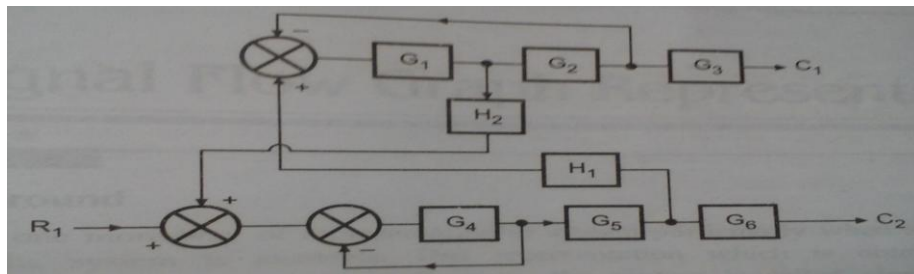 G₁ G₂ G₃ C₁
H₂
H₁
R₁ G₄ G₅ G₆ C₂
− +
+ +
−